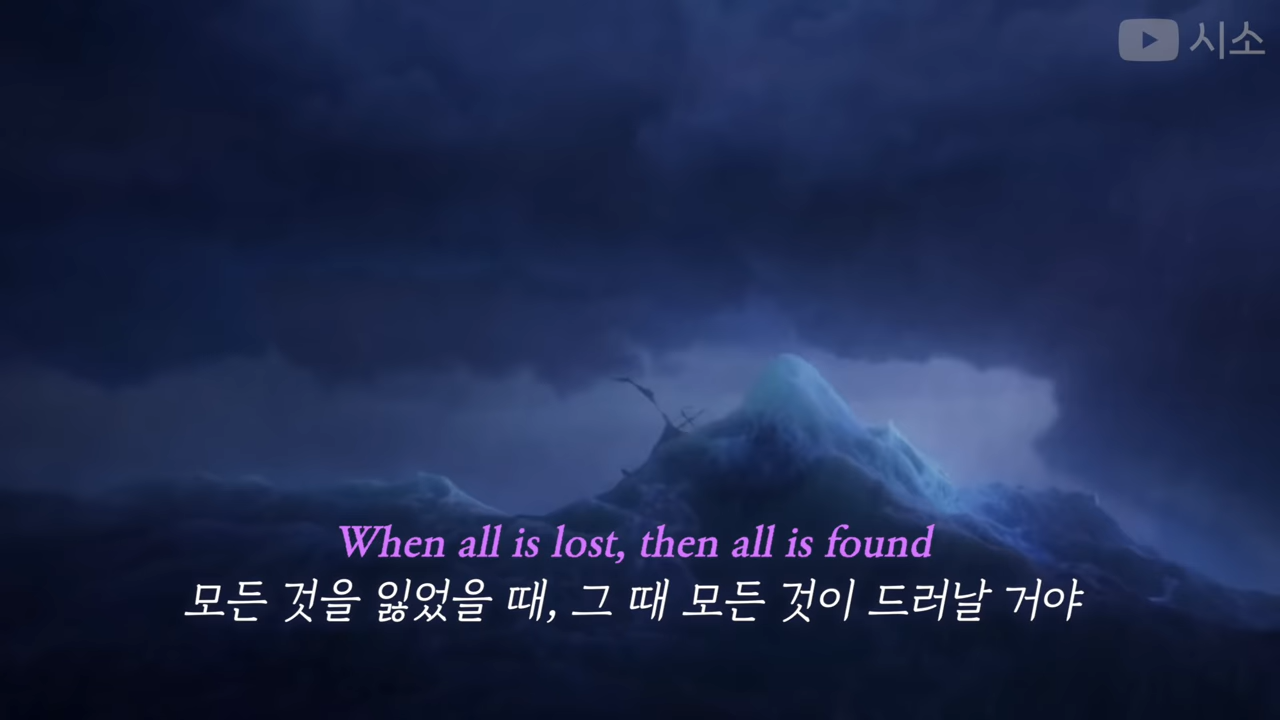 시소
When all is lost, then all is found
모든 것을 잃었을 때, 그 때 모든 것이 드러날 거야